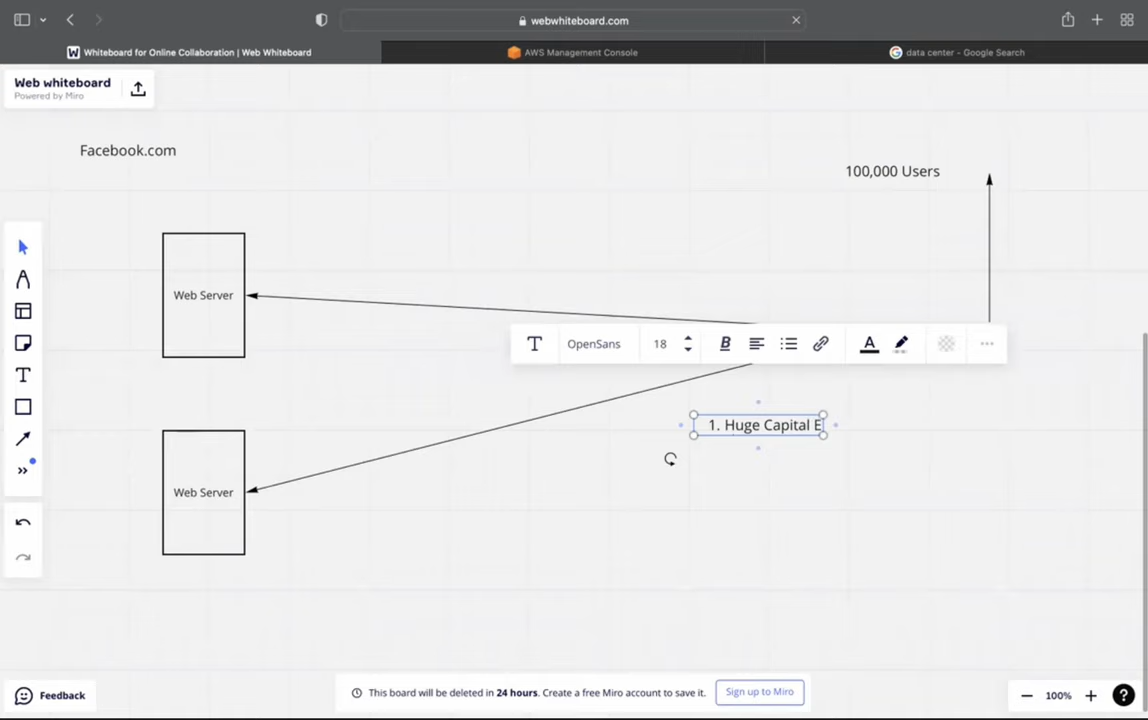 webwhiteboard.com
Whiteboard for Online Collaboration | Web Whiteboard
AWS Management Console
data center - Google Search
Web whiteboard
Powered by Miro
Facebook.com
100,000 Users
Web Server
OpenSans
18
1. Huge Capital E
Web Server
Feedback
This board will be deleted in 24 hours. Create a free Miro account to save it.
Sign up to Miro
100%